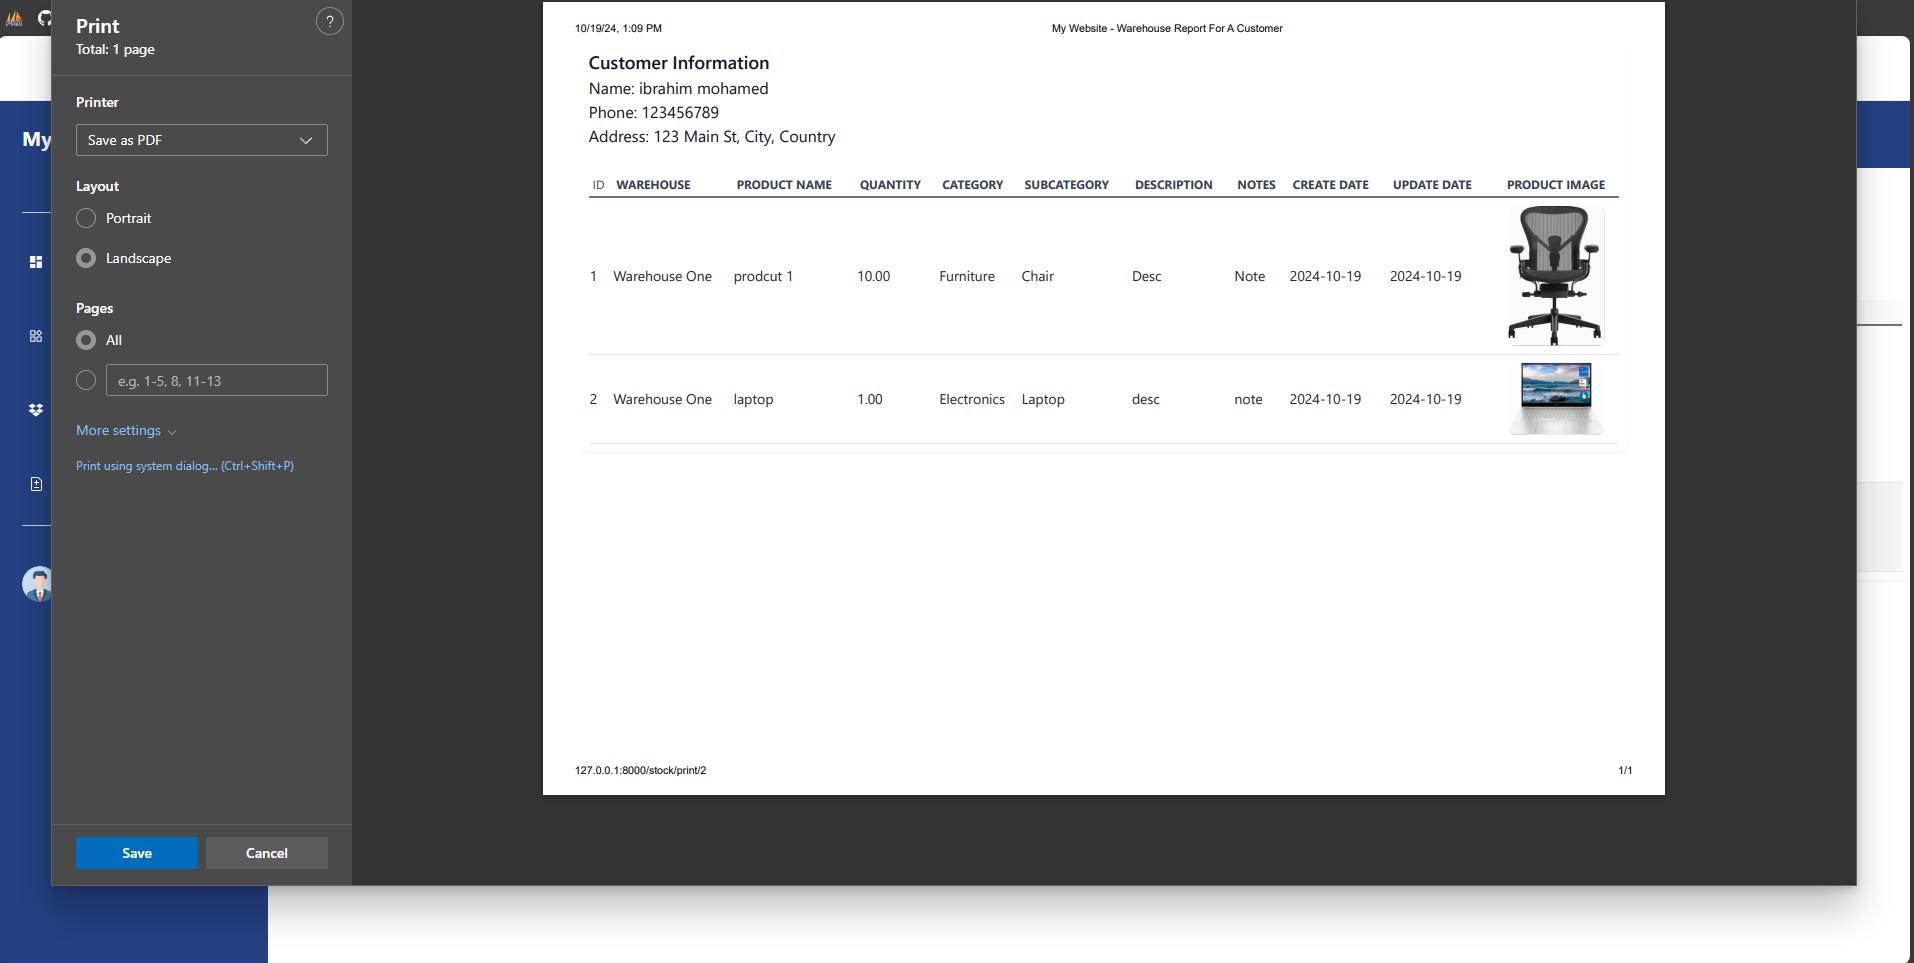 My
Print
?
Total: 1 page
Printer
Save as PDF
Layout
Portrait
Landscape
Pages
All
e.g. 1-5, 8, 11-13
More settings
Print using system dialog... (Ctrl+Shift+P)
Save
Cancel
10/19/24, 1:09 PM
My Website - Warehouse Report For A Customer
Customer Information
Name: ibrahim mohamed
Phone: 123456789
Address: 123 Main St, City, Country
ID WAREHOUSE PRODUCT NAME QUANTITY CATEGORY SUBCATEGORY DESCRIPTION NOTES CREATE DATE UPDATE DATE PRODUCT IMAGE
1 Warehouse One prodcut 1 10.00 Furniture Chair Desc Note 2024-10-19 2024-10-19
2 Warehouse One laptop 1.00 Electronics Laptop desc note 2024-10-19 2024-10-19
127.0.0.1:8000/stock/print/2
1/1